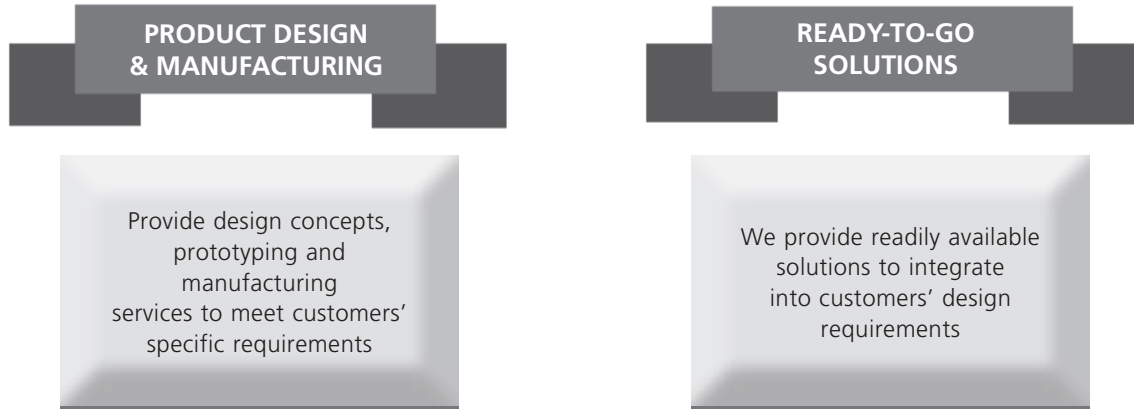 PRODUCT DESIGN
& MANUFACTURING
Provide design concepts,
prototyping and
manufacturing
services to meet customers’
specific requirements
READY-TO-GO
SOLUTIONS
We provide readily available
solutions to integrate
into customers’ design
requirements